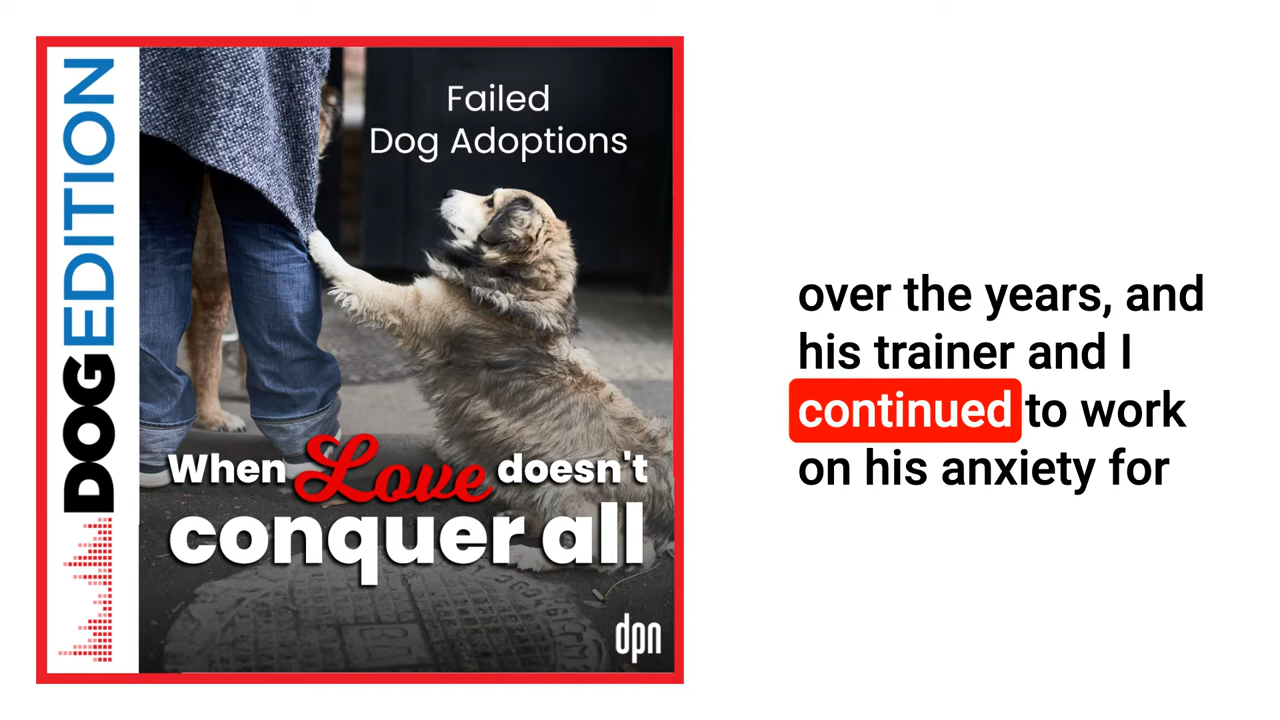 DOGEDITION
Failed
Dog Adoptions
When Love doesn't
conquer all
dpn
over the years, and
his trainer and I
continued to work
on his anxiety for